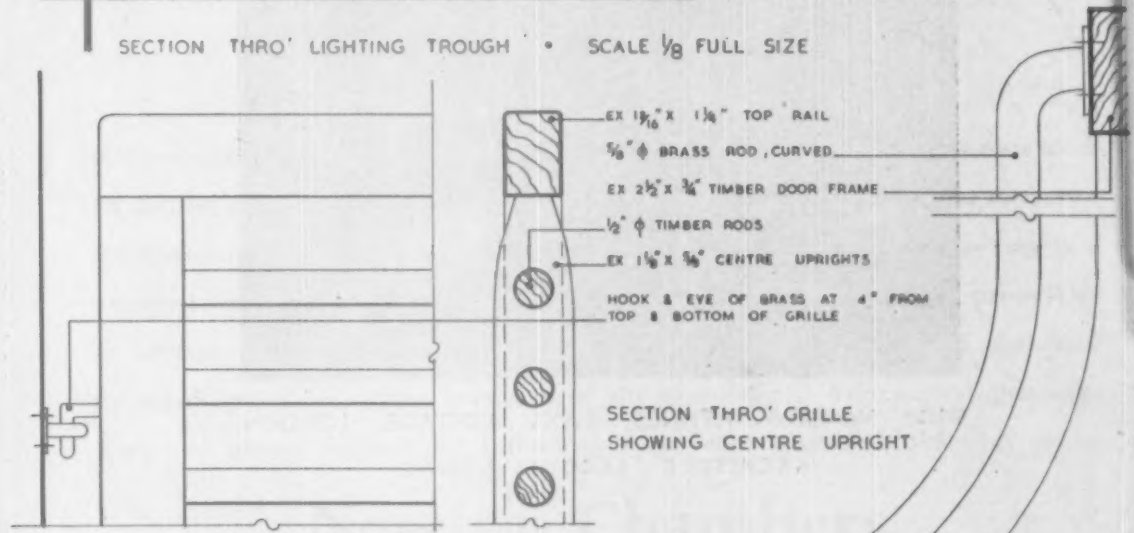 SECTION THRO' LIGHTING TROUGH • SCALE 1/8 FULL SIZE
EX 1 1/16" X 1 1/4" TOP RAIL
5/8" ϕ BRASS ROD, CURVED
EX 2 1/2" X 3/4" TIMBER DOOR FRAME
1/2" ϕ TIMBER RODS
EX 1 1/8" X 5/8" CENTRE UPRIGHTS
HOOK & EYE OF BRASS AT 4" FROM
TOP & BOTTOM OF GRILLE
SECTION THRO' GRILLE
SHOWING CENTRE UPRIGHT